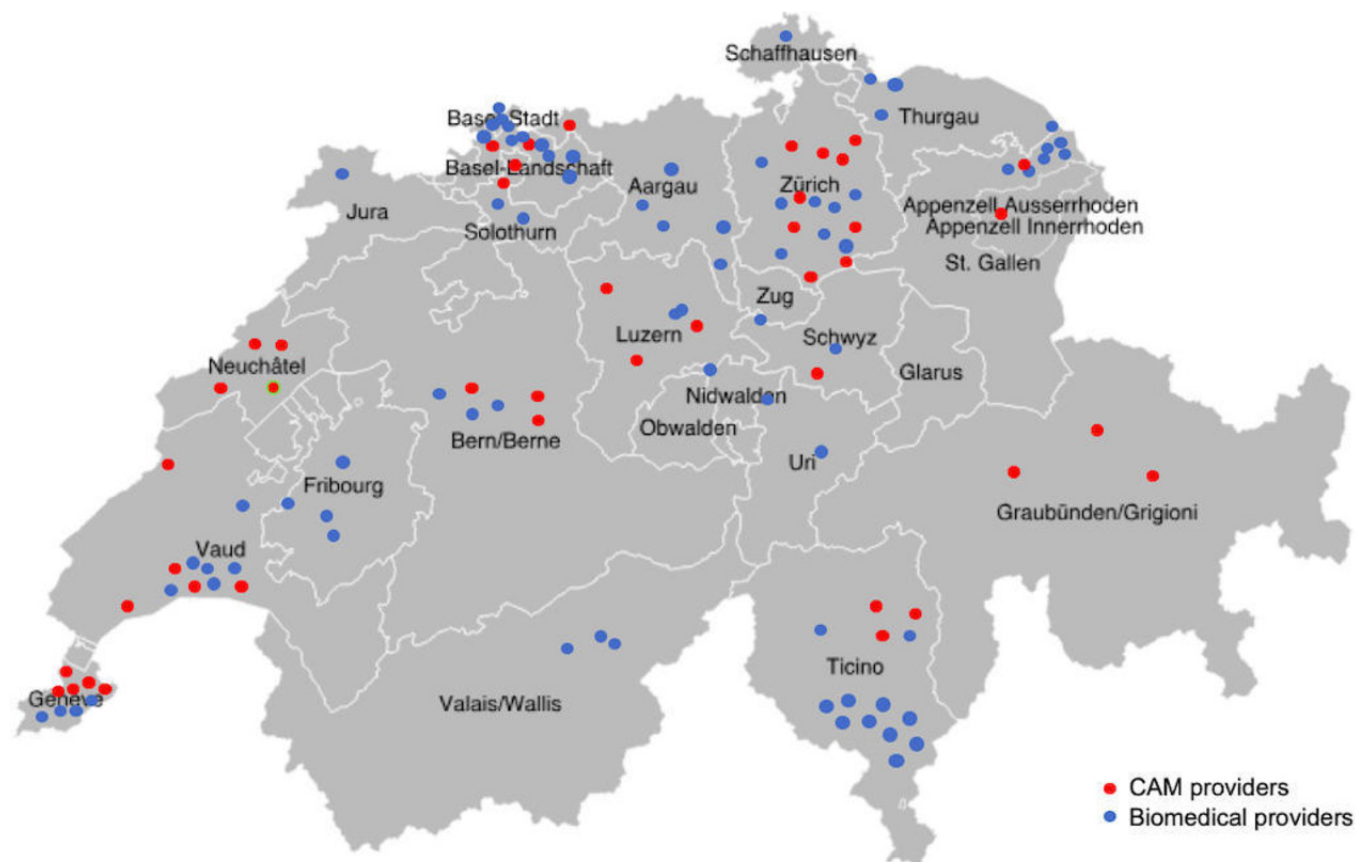 Schaffhausen
Basel-Stadt
Thurgau
Basel-Landschaft
Aargau
Zürich
Jura
Solothurn
Appenzell Ausserrhoden
Appenzell Innerrhoden
St. Gallen
Zug
Luzern
Schwyz
Neuchâtel
Glarus
Nidwalden
Obwalden
Bern/Berne
Uri
Fribourg
Graubünden/Grigioni
Vaud
Ticino
Genève
Valais/Wallis
CAM providers
Biomedical providers